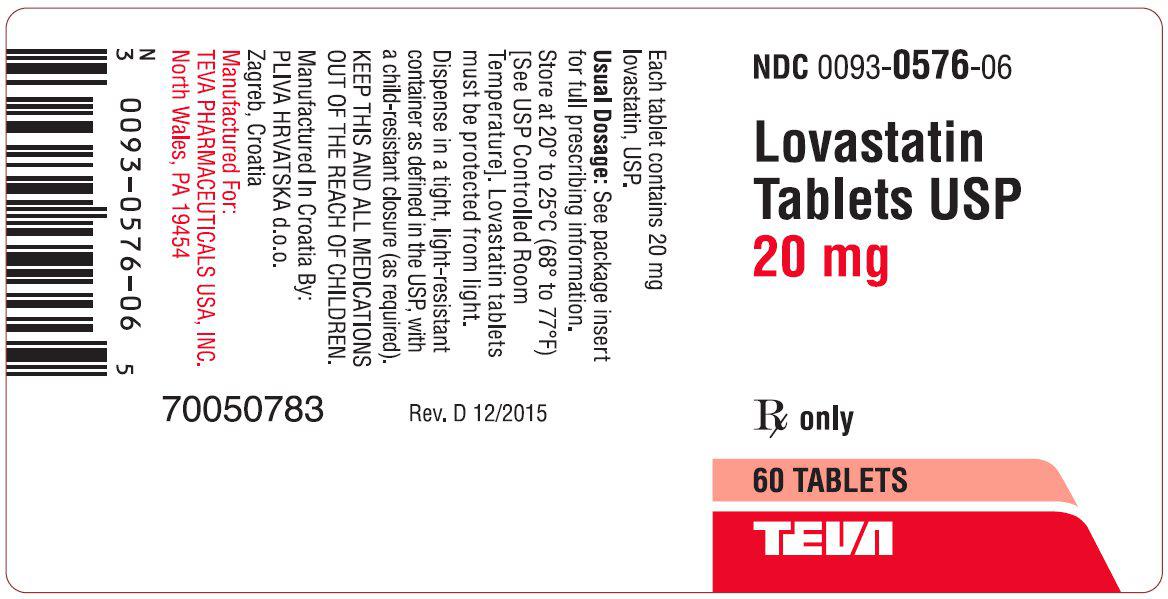 Each tablet contains 20 mg
lovastatin, USP.
Usual Dosage: See package insert
for full prescribing information.
Store at 20° to 25°C (68° to 77°F)
[See USP Controlled Room
Temperature]. Lovastatin tablets
must be protected from light.
Dispense in a tight, light-resistant
container as defined in the USP, with
a child-resistant closure (as required).
KEEP THIS AND ALL MEDICATIONS
OUT OF THE REACH OF CHILDREN.
Manufactured In Croatia By:
PLIVA HRVATSKA d.o.o.
Zagreb, Croatia
Manufactured For:
TEVA PHARMACEUTICALS USA, INC.
North Wales, PA 19454
N
3 0093-0576-06 5
70050783
Rev. D 12/2015
NDC 0093-0576-06
Lovastatin
Tablets USP
20 mg
Rx only
60 TABLETS
TEVA